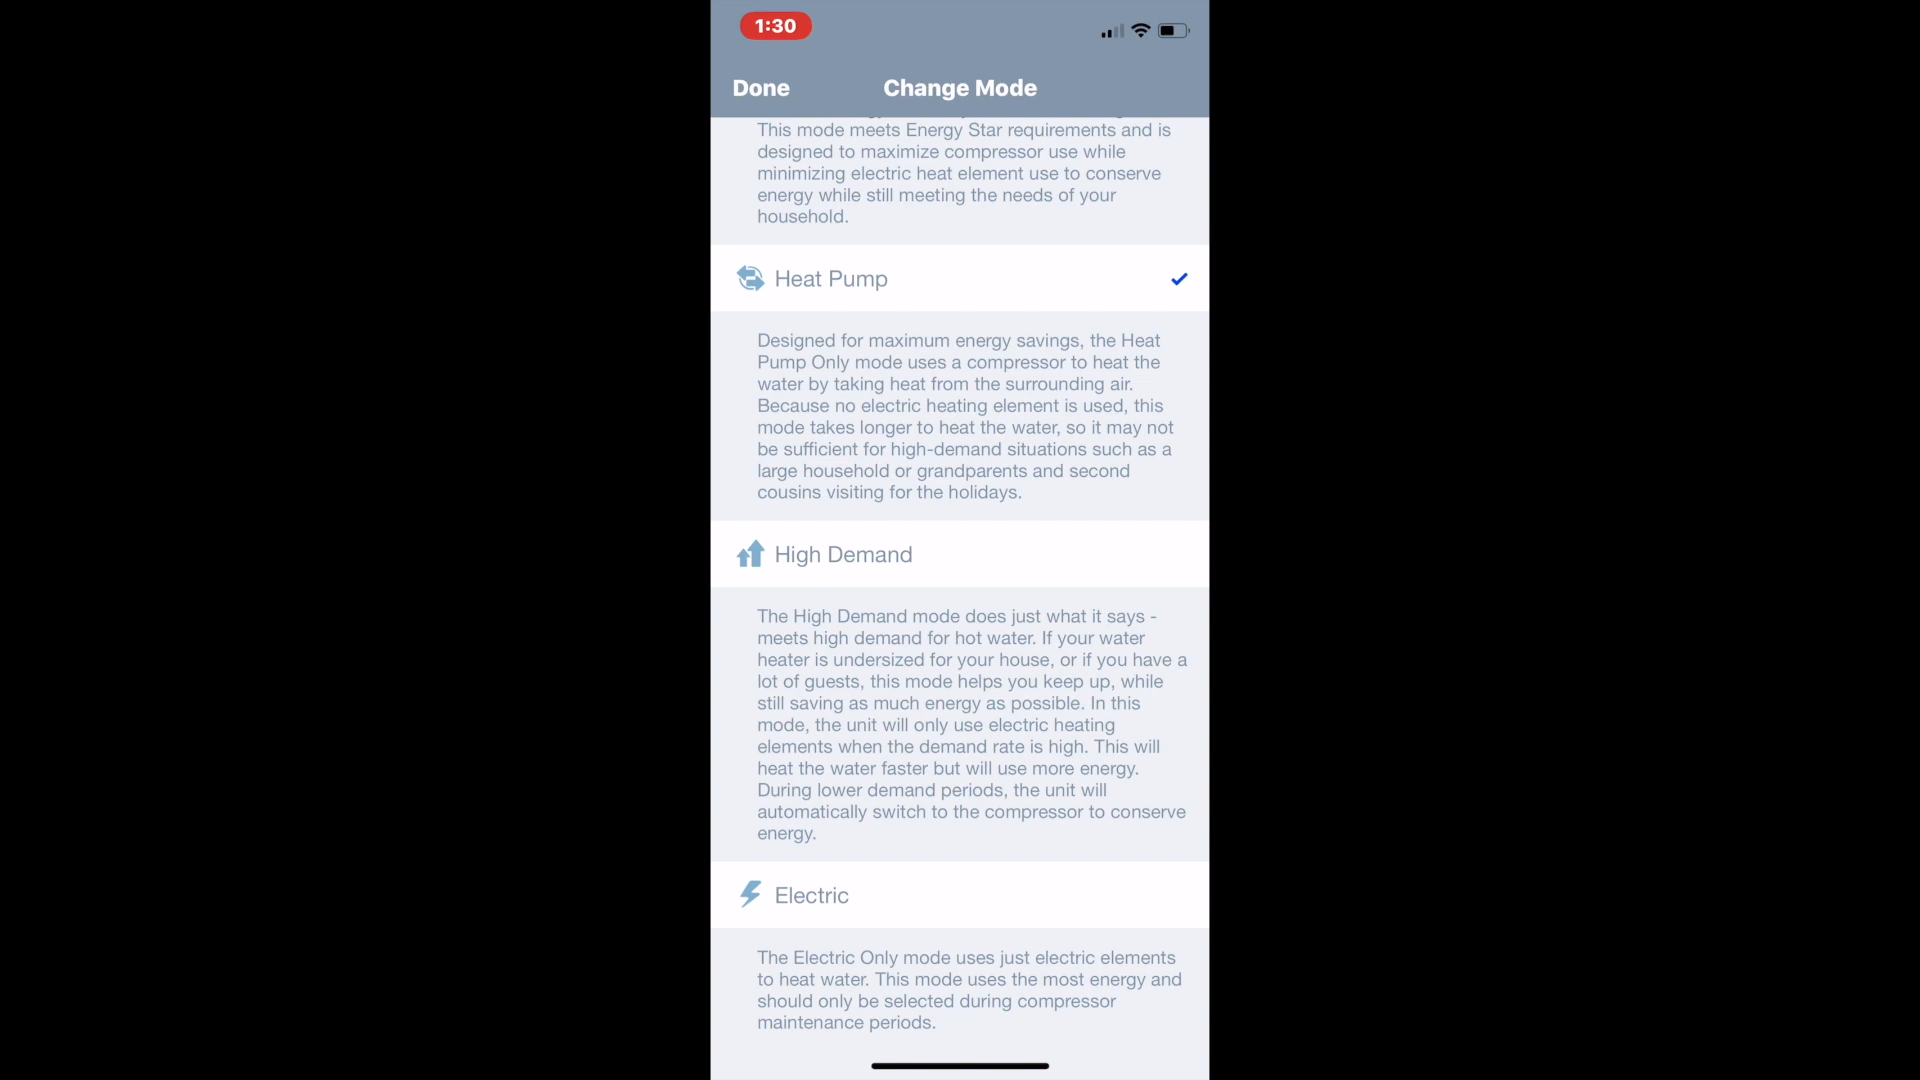 1:30
Done
Change Mode
This mode meets Energy Star requirements and is
designed to maximize compressor use while
minimizing electric heat element use to conserve
energy while still meeting the needs of your
household.
Heat Pump
Designed for maximum energy savings, the Heat
Pump Only mode uses a compressor to heat the
water by taking heat from the surrounding air.
Because no electric heating element is used, this
mode takes longer to heat the water, so it may not
be sufficient for high-demand situations such as a
large household or grandparents and second
cousins visiting for the holidays.
High Demand
The High Demand mode does just what it says -
meets high demand for hot water. If your water
heater is undersized for your house, or if you have a
lot of guests, this mode helps you keep up, while
still saving as much energy as possible. In this
mode, the unit will only use electric heating
elements when the demand rate is high. This will
heat the water faster but will use more energy.
During lower demand periods, the unit will
automatically switch to the compressor to conserve
energy.
Electric
The Electric Only mode uses just electric elements
to heat water. This mode uses the most energy and
should only be selected during compressor
maintenance periods.